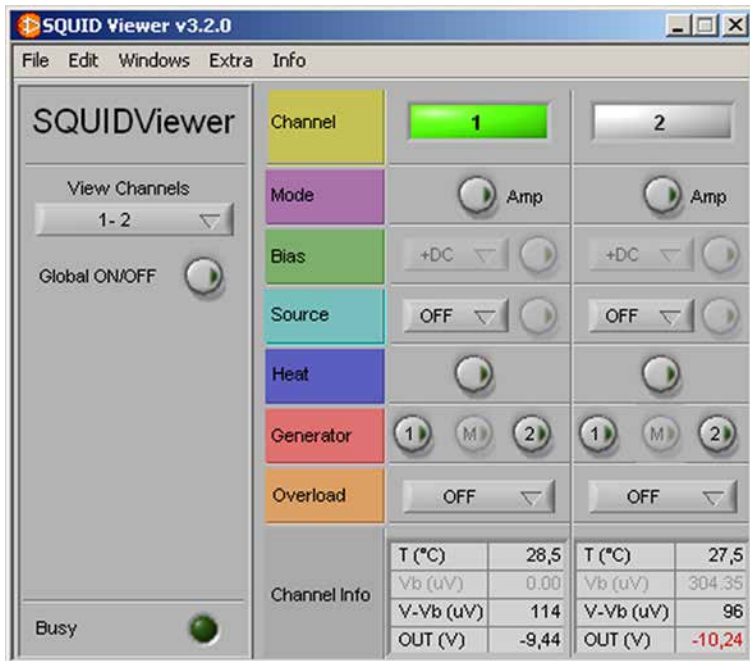 SQUID Viewer v3.2.0
File Edit Windows Extra Info
SQUIDViewer
View Channels
1- 2
Global ON/OFF
Busy
Channel 1 2
Mode Amp Amp
Bias +DC +DC
Source OFF OFF
Heat
Generator 1 M 2 1 M 2
Overload OFF OFF
Channel Info
T (°C) 28,5 T (°C) 27,5
Vb (uV) 0.00 Vb (uV) 304.35
V-Vb (uV) 114 V-Vb (uV) 96
OUT (V) -9,44 OUT (V) -10,24